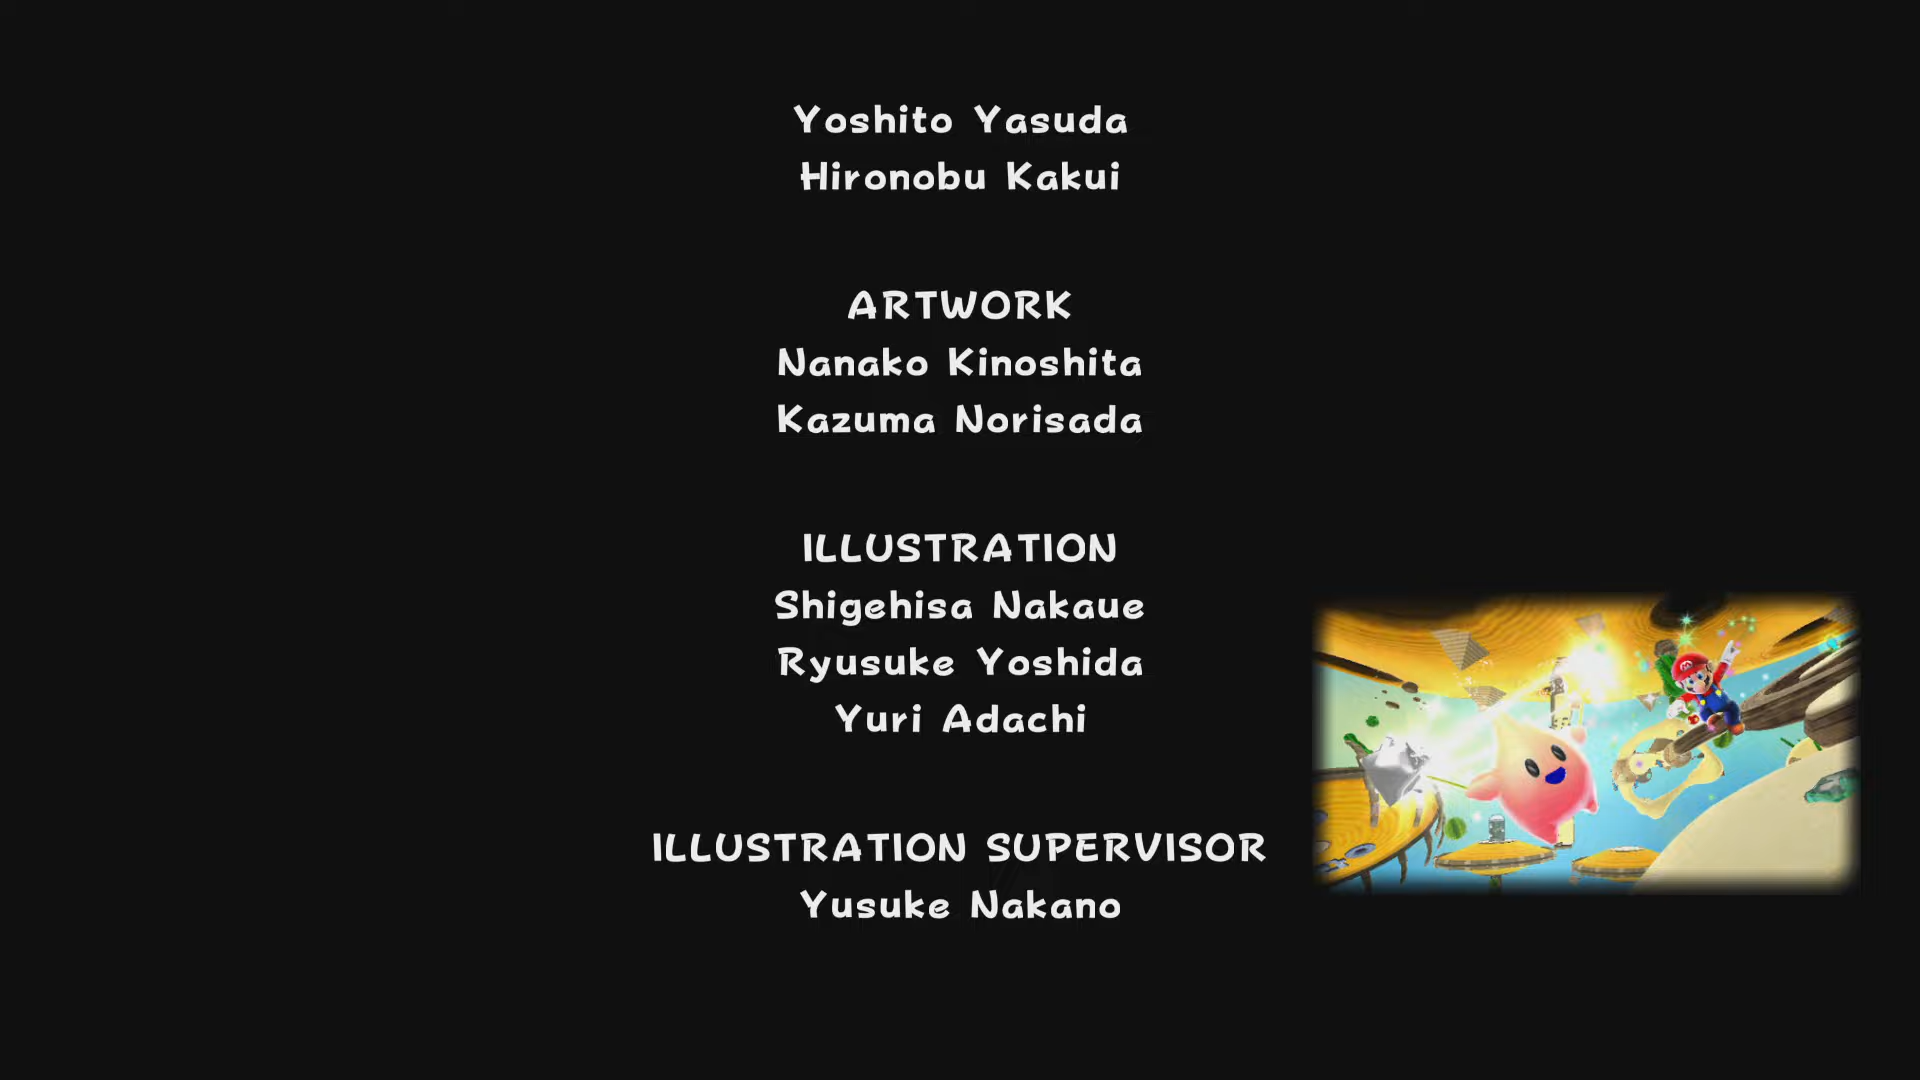 Yoshito Yasuda
Hironobu Kakui
ARTWORK
Nanako Kinoshita
Kazuma Norisada
ILLUSTRATION
Shigehisa Nakaue
Ryusuke Yoshida
Yuri Adachi
ILLUSTRATION SUPERVISOR
Yusuke Nakano